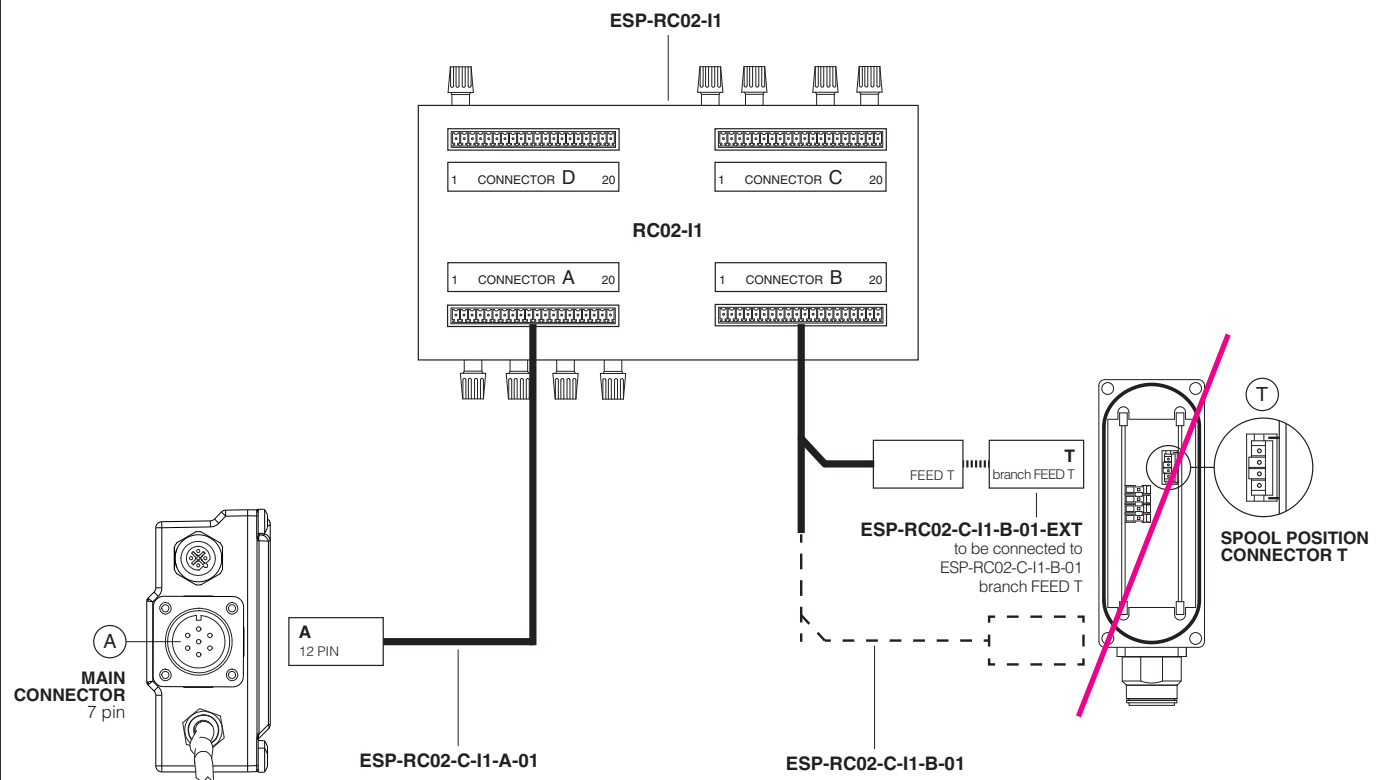 ESP-RC02-I1
1 CONNECTOR D 20
1 CONNECTOR C 20
RC02-I1
1 CONNECTOR A 20
1 CONNECTOR B 20
T
FEED T
T
branch FEED T
ESP-RC02-C-I1-B-01-EXT
to be connected to
ESP-RC02-C-I1-B-01
branch FEED T
SPOOL POSITION
CONNECTOR T
A
MAIN
CONNECTOR
7 pin
A
12 PIN
ESP-RC02-C-I1-A-01
ESP-RC02-C-I1-B-01